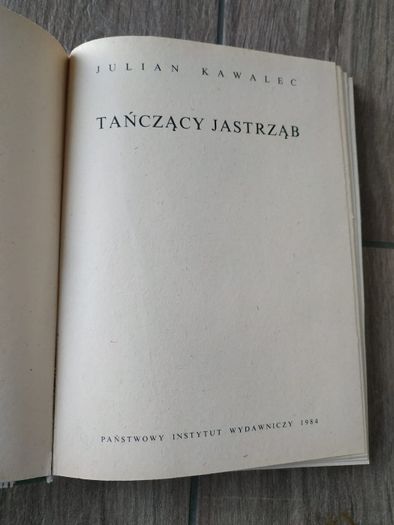 JULIAN KAWALEC
TAŃCZĄCY JASTRZĄB
PAŃSTWOWY INSTYTUT WYDAWNICZY 1984